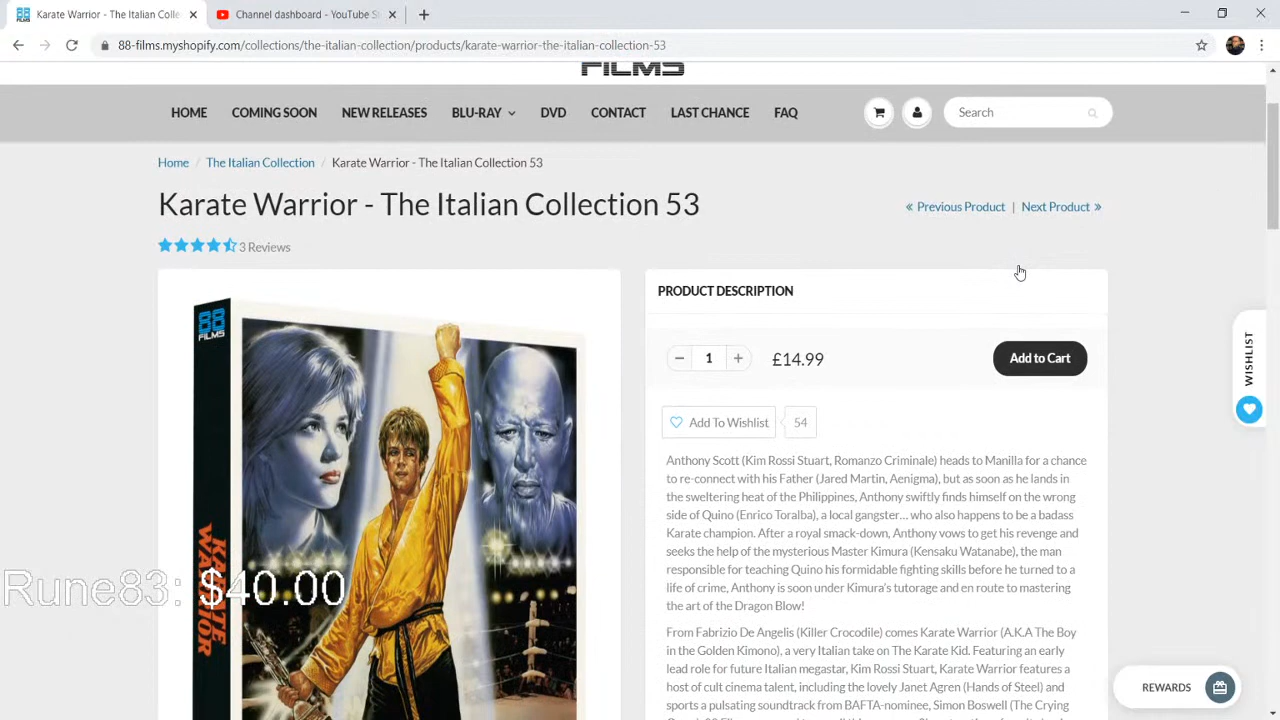 Karate Warrior - The Italian Colle
Channel dashboard - YouTube St
88-films.myshopify.com/collections/the-italian-collection/products/karate-warrior-the-italian-collection-53
FILMS
HOME COMING SOON NEW RELEASES BLU-RAY DVD CONTACT LAST CHANCE FAQ Search
Home / The Italian Collection / Karate Warrior - The Italian Collection 53
Karate Warrior - The Italian Collection 53
« Previous Product | Next Product »
3 Reviews
88
FILMS
KARATE
WARRIOR
Rune83: $40.00
PRODUCT DESCRIPTION
− 1 + £14.99 Add to Cart
Add To Wishlist 54
Anthony Scott (Kim Rossi Stuart, Romanzo Criminale) heads to Manilla for a chance
to re-connect with his Father (Jared Martin, Aenigma), but as soon as he lands in
the sweltering heat of the Philippines, Anthony swiftly finds himself on the wrong
side of Quino (Enrico Toralba), a local gangster… who also happens to be a badass
Karate champion. After a royal smack-down, Anthony vows to get his revenge and
seeks the help of the mysterious Master Kimura (Kensaku Watanabe), the man
responsible for teaching Quino his formidable fighting skills before he turned to a
life of crime, Anthony is soon under Kimura's tutorage and en route to mastering
the art of the Dragon Blow!
From Fabrizio De Angelis (Killer Crocodile) comes Karate Warrior (A.K.A The Boy
in the Golden Kimono), a very Italian take on The Karate Kid. Featuring an early
lead role for future Italian megastar, Kim Rossi Stuart, Karate Warrior features a
host of cult cinema talent, including the lovely Janet Agren (Hands of Steel) and
sports a pulsating soundtrack from BAFTA-nominee, Simon Boswell (The Crying
WISHLIST
REWARDS